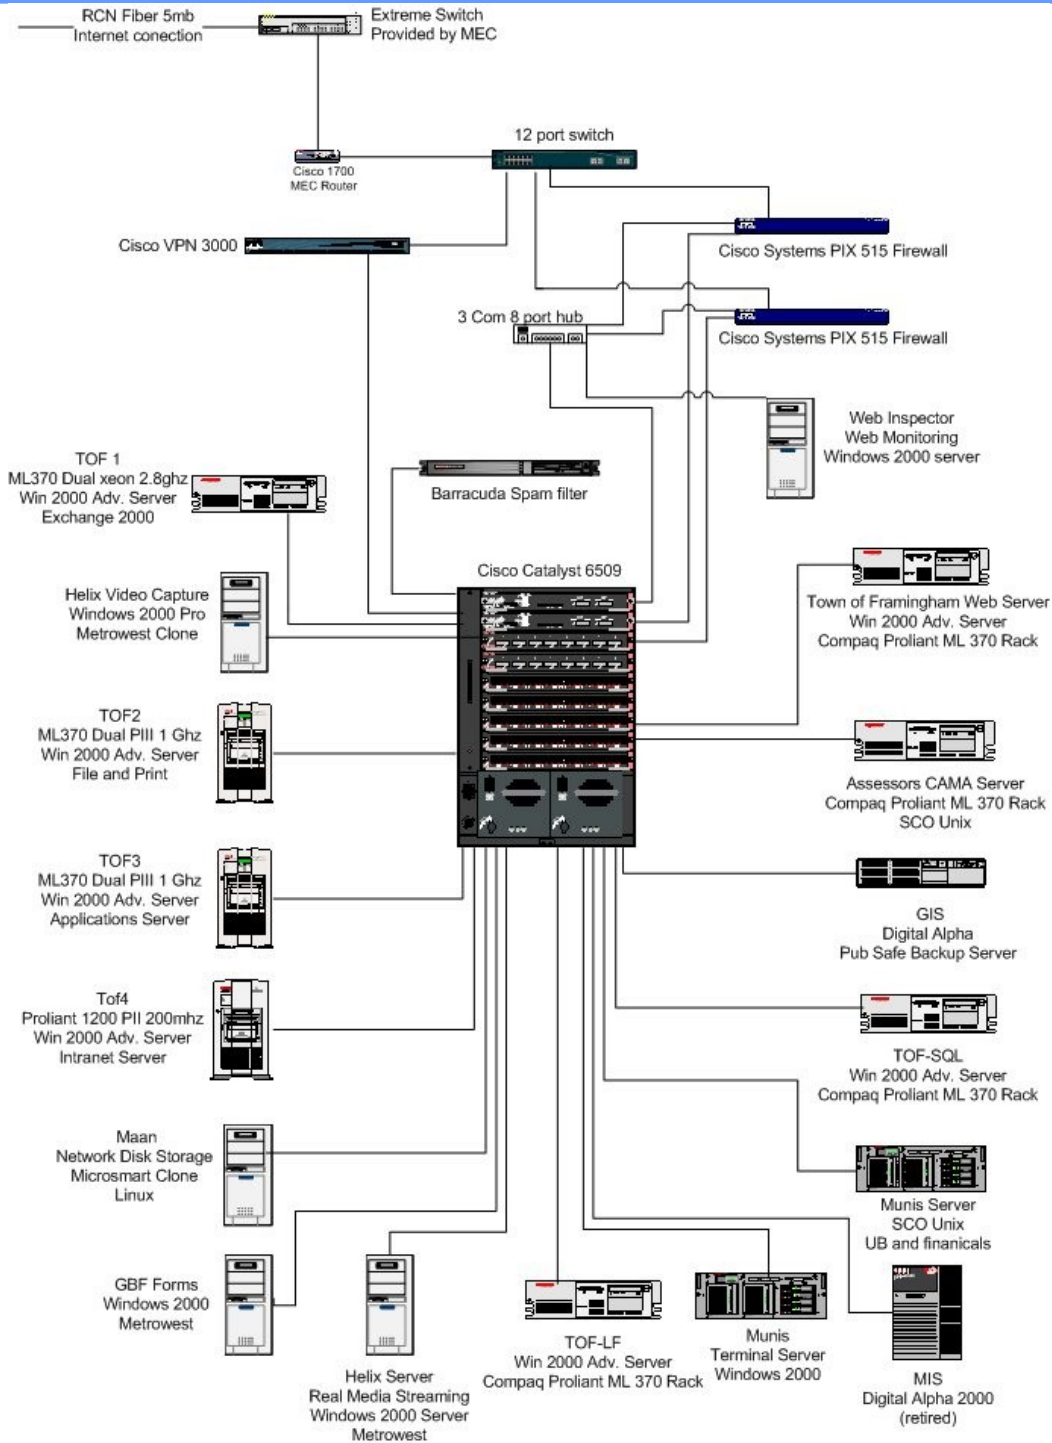 RCN Fiber 5mb
Internet conection
Extreme Switch
Provided by MEC
12 port switch
Cisco 1700
MEC Router
Cisco VPN 3000
Cisco Systems PIX 515 Firewall
3 Com 8 port hub
Cisco Systems PIX 515 Firewall
Web Inspector
Web Monitoring
Windows 2000 server
TOF 1
ML370 Dual xeon 2.8ghz
Win 2000 Adv. Server
Exchange 2000
Barracuda Spam filter
Cisco Catalyst 6509
Helix Video Capture
Windows 2000 Pro
Metrowest Clone
Town of Framingham Web Server
Win 2000 Adv. Server
Compaq Proliant ML 370 Rack
TOF2
ML370 Dual PIII 1 Ghz
Win 2000 Adv. Server
File and Print
Assessors CAMA Server
Compaq Proliant ML 370 Rack
SCO Unix
TOF3
ML370 Dual PIII 1 Ghz
Win 2000 Adv. Server
Applications Server
GIS
Digital Alpha
Pub Safe Backup Server
Tof4
Proliant 1200 PII 200mhz
Win 2000 Adv. Server
Intranet Server
TOF-SQL
Win 2000 Adv. Server
Compaq Proliant ML 370 Rack
Maan
Network Disk Storage
Microsmart Clone
Linux
Munis Server
SCO Unix
UB and finanicals
GBF Forms
Windows 2000
Metrowest
Helix Server
Real Media Streaming
Windows 2000 Server
Metrowest
TOF-LF
Win 2000 Adv. Server
Compaq Proliant ML 370 Rack
Munis
Terminal Server
Windows 2000
MIS
Digital Alpha 2000
(retired)